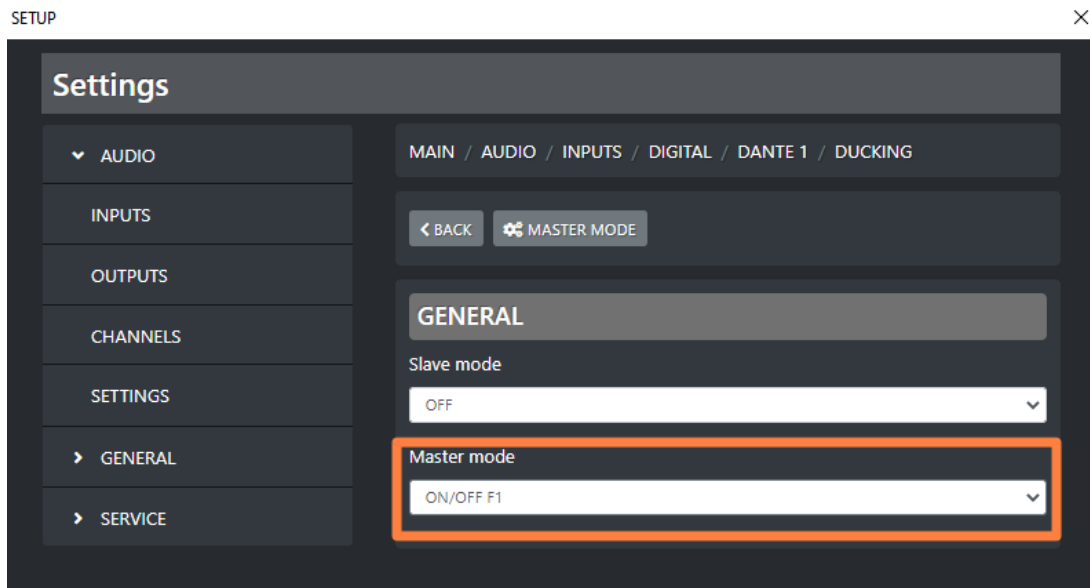 SETUP
Settings
AUDIO
INPUTS
OUTPUTS
CHANNELS
SETTINGS
GENERAL
SERVICE
MAIN / AUDIO / INPUTS / DIGITAL / DANTE 1 / DUCKING
BACK MASTER MODE
GENERAL
Slave mode
OFF
Master mode
ON/OFF F1